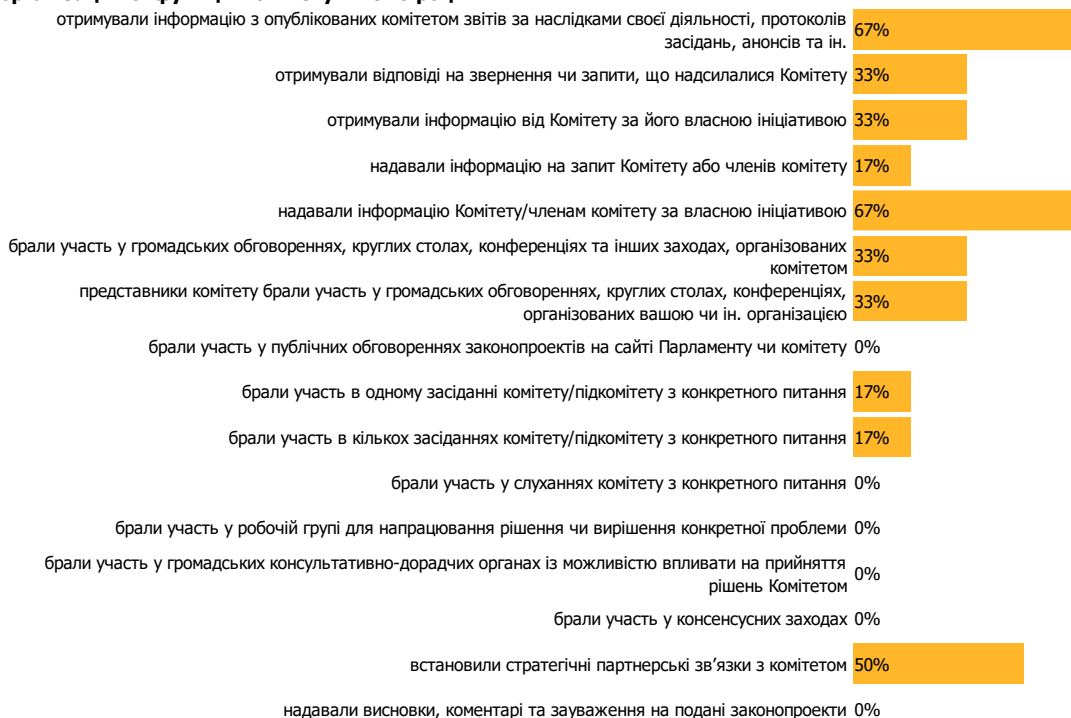 отримували інформацію з опублікованих комітетом звітів за наслідками своєї діяльності, протоколів
засідань, анонсів та ін.
67%
отримували відповіді на звернення чи запити, що надсилалися Комітету 33%
отримували інформацію від Комітету за його власною ініціативою 33%
надавали інформацію на запит Комітету або членів комітету 17%
надавали інформацію Комітету/членам комітету за власною ініціативою 67%
брали участь у громадських обговореннях, круглих столах, конференціях та інших заходах, організованих
комітетом
33%
представники комітету брали участь у громадських обговореннях, круглих столах, конференціях,
організованих вашою чи ін. організацією
33%
брали участь у публічних обговореннях законопроектів на сайті Парламенту чи комітету 0%
брали участь в одному засіданні комітету/підкомітету з конкретного питання 17%
брали участь в кількох засіданнях комітету/підкомітету з конкретного питання 17%
брали участь у слуханнях комітету з конкретного питання 0%
брали участь у робочій групі для напрацювання рішення чи вирішення конкретної проблеми 0%
брали участь у громадських консультативно-дорадчих органах із можливістю впливати на прийняття
рішень Комітетом
0%
брали участь у консенсусних заходах 0%
встановили стратегічні партнерські зв’язки з комітетом 50%
надавали висновки, коментарі та зауваження на подані законопроекти 0%